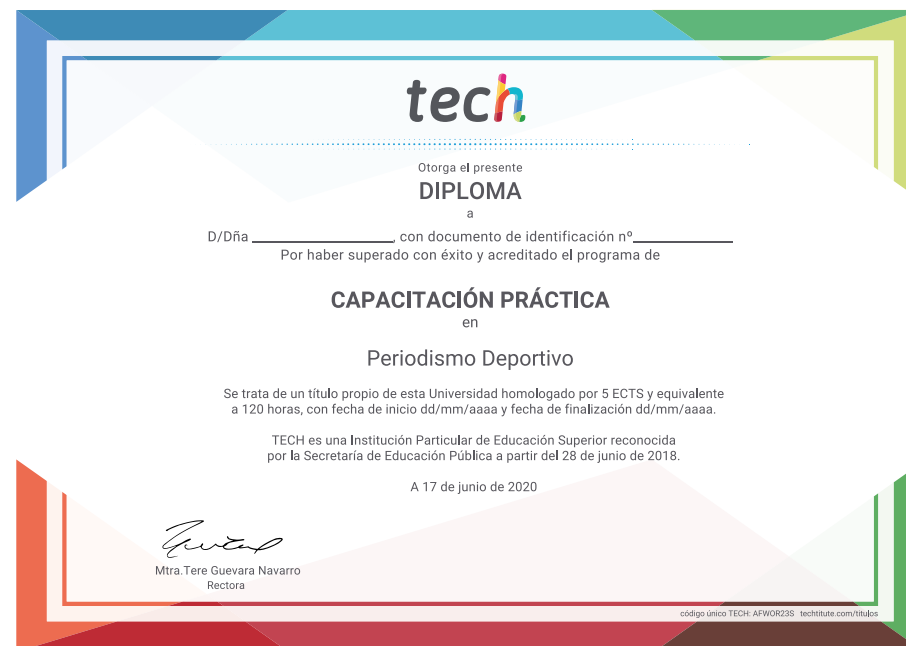 tech
Otorga el presente
DIPLOMA
a
D/Dña ____________, con documento de identificación nº____________
Por haber superado con éxito y acreditado el programa de
CAPACITACIÓN PRÁCTICA
en
Periodismo Deportivo
Se trata de un título propio de esta Universidad homologado por 5 ECTS y equivalente
a 120 horas, con fecha de inicio dd/mm/aaaa y fecha de finalización dd/mm/aaaa.
TECH es una Institución Particular de Educación Superior reconocida
por la Secretaría de Educación Pública a partir del 28 de junio de 2018.
A 17 de junio de 2020
Mtra.Tere Guevara Navarro
Rectora
código único TECH: AFWOR23S techtitute.com/titulos